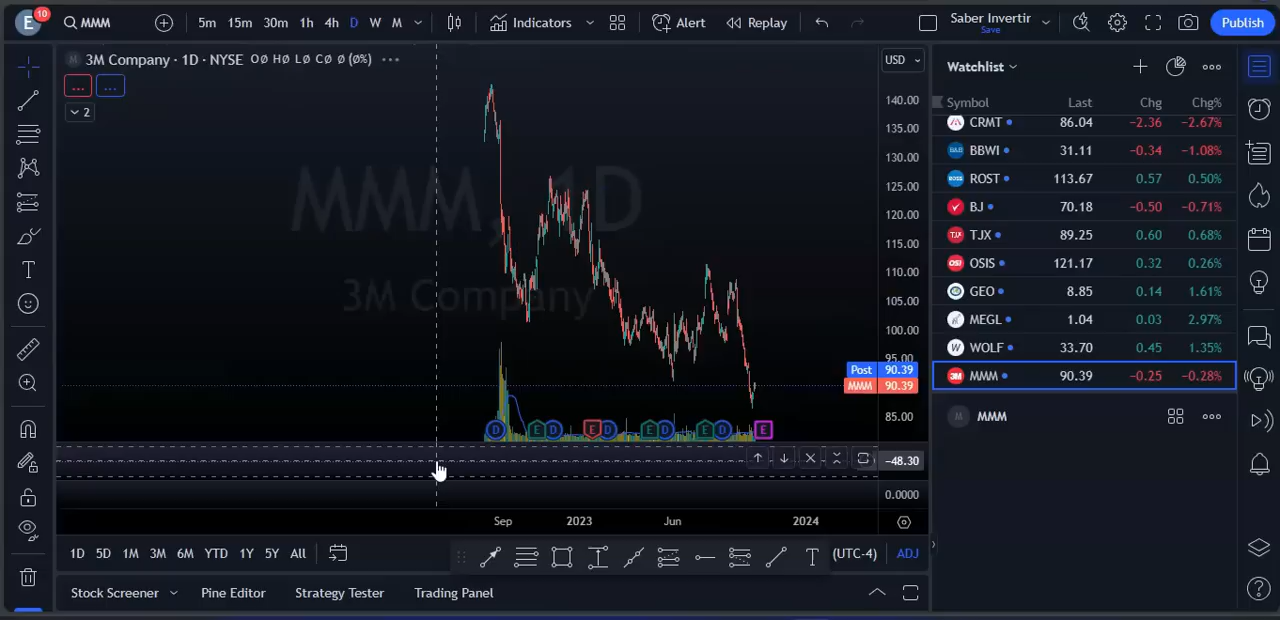 E 10 MMM 5m 15m 30m 1h 4h D W M Indicators Alert Replay Saber Invertir Save Publish
M 3M Company · 1D · NYSE OØ HØ LØ CØ Ø (Ø%) USD
... ...
2
MMM, 1D
3M Company
140.00
135.00
130.00
125.00
120.00
115.00
110.00
105.00
100.00
95.00
Post 90.39
MMM 90.39
85.00
D E D E D E D E D E
−48.30
0.0000
Sep 2023 Jun 2024
1D 5D 1M 3M 6M YTD 1Y 5Y All T (UTC-4) ADJ
Stock Screener Pine Editor Strategy Tester Trading Panel
Watchlist
Symbol Last Chg Chg%
CRMT 86.04 −2.36 −2.67%
BBWI 31.11 −0.34 −1.08%
ROST 113.67 0.57 0.50%
BJ 70.18 −0.50 −0.71%
TJX 89.25 0.60 0.68%
OSIS 121.17 0.32 0.26%
GEO 8.85 0.14 1.61%
MEGL 1.04 0.03 2.97%
W WOLF 33.70 0.45 1.35%
3M MMM 90.39 −0.25 −0.28%
M MMM